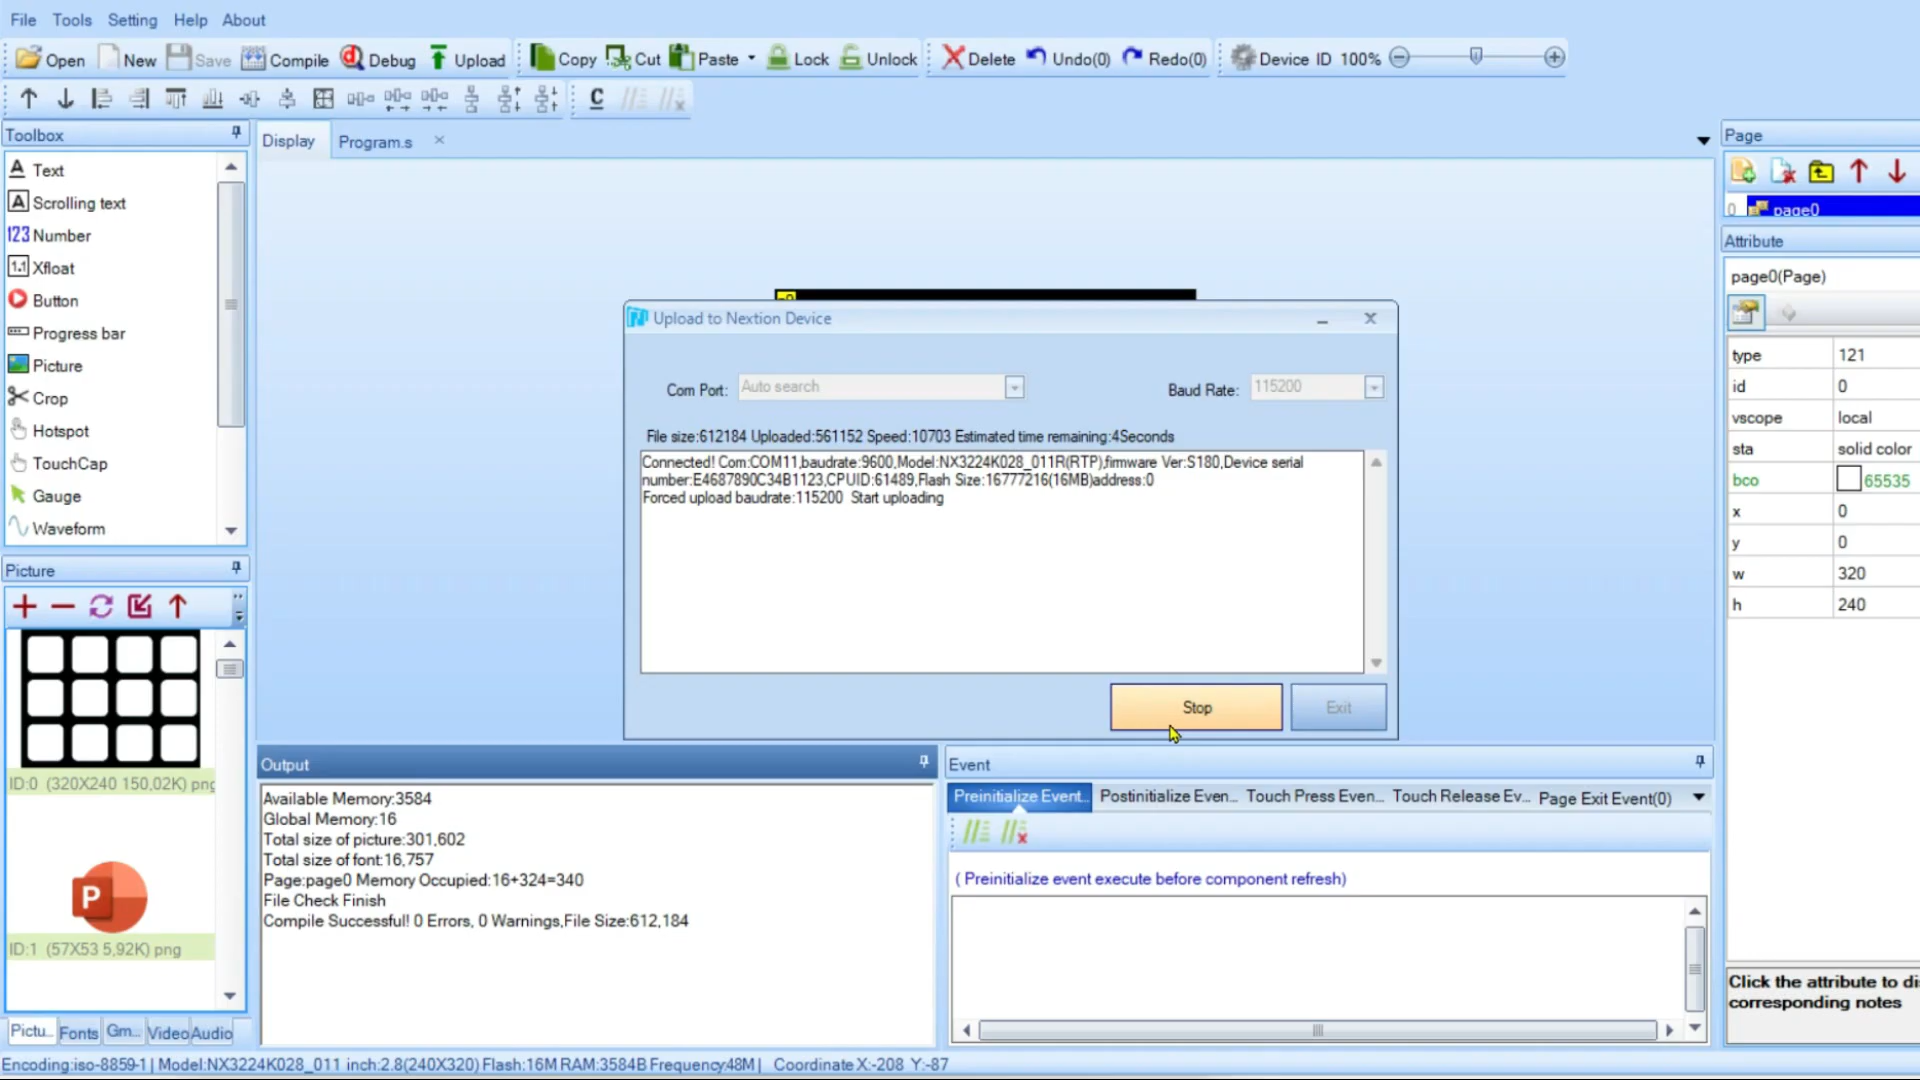 File Tools Setting Help About
Open New Save Compile Debug Upload Copy Cut Paste Lock Unlock Delete Undo(0) Redo(0) Device ID 100%
C
Toolbox
A Text
A Scrolling text
123 Number
1.1 Xfloat
Button
Progress bar
Picture
Crop
Hotspot
TouchCap
Gauge
Waveform
Picture
ID:0 (320X240 150,02K) png
P
ID:1 (57X53 5,92K) png
Pictu... Fonts Gm... Video Audio
Display Program.s
Upload to Nextion Device
Com Port: Auto search Baud Rate: 115200
File size:612184 Uploaded:561152 Speed:10703 Estimated time remaining:4Seconds
Connected! Com:COM11,baudrate:9600,Model:NX3224K028_011R(RTP),firmware Ver:S180,Device serial
number:E4687890C34B1123,CPUID:61489,Flash Size:16777216(16MB)address:0
Forced upload baudrate:115200 Start uploading
Stop Exit
Output
Available Memory:3584
Global Memory:16
Total size of picture:301,602
Total size of font:16,757
Page:page0 Memory Occupied:16+324=340
File Check Finish
Compile Successful! 0 Errors, 0 Warnings,File Size:612,184
Event
Preinitialize Event... Postinitialize Even... Touch Press Even... Touch Release Ev... Page Exit Event(0)
( Preinitialize event execute before component refresh)
Page
0 page0
Attribute
page0(Page)
type 121
id 0
vscope local
sta solid color
bco 65535
x 0
y 0
w 320
h 240
Click the attribute to di
corresponding notes
Encoding:iso-8859-1 | Model:NX3224K028_011 inch:2.8(240X320) Flash:16M RAM:3584B Frequency:48M | Coordinate X:-208 Y:-87